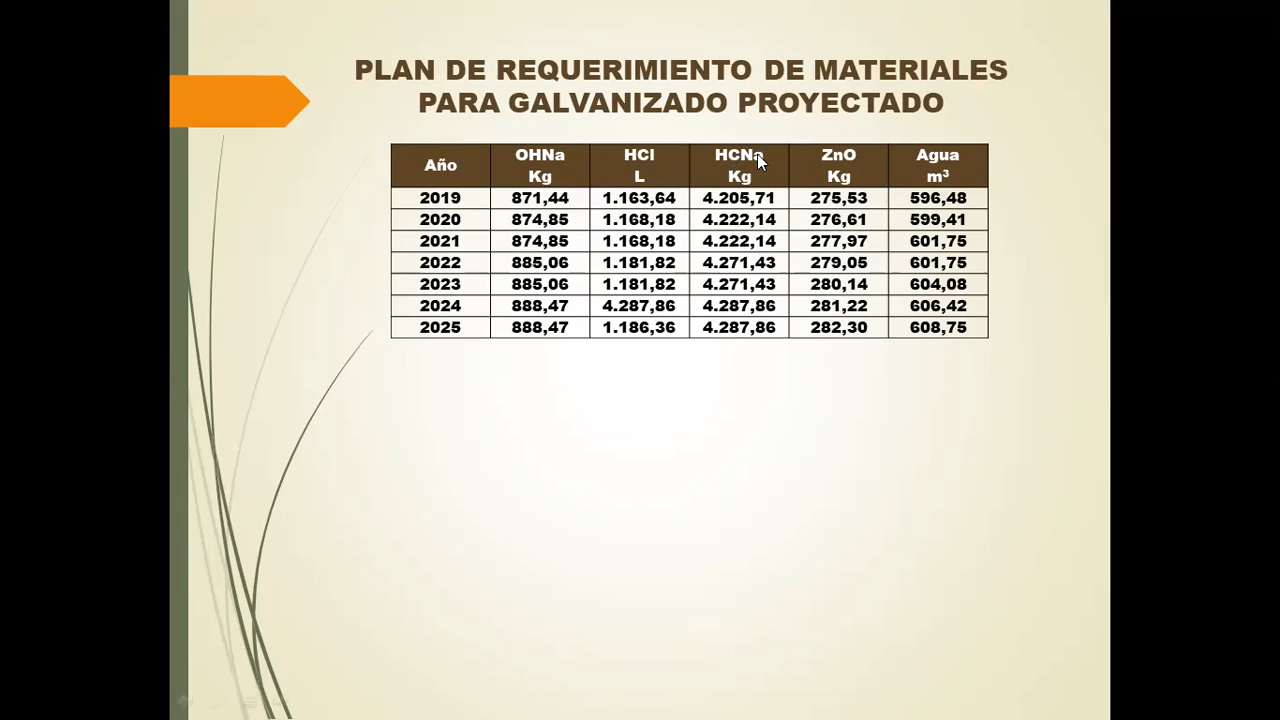 PLAN DE REQUERIMIENTO DE MATERIALES
PARA GALVANIZADO PROYECTADO
Año OHNa Kg HCl L HCNa Kg ZnO Kg Agua m³
2019 871,44 1.163,64 4.205,71 275,53 596,48
2020 874,85 1.168,18 4.222,14 276,61 599,41
2021 874,85 1.168,18 4.222,14 277,97 601,75
2022 885,06 1.181,82 4.271,43 279,05 601,75
2023 885,06 1.181,82 4.271,43 280,14 604,08
2024 888,47 4.287,86 4.287,86 281,22 606,42
2025 888,47 1.186,36 4.287,86 282,30 608,75